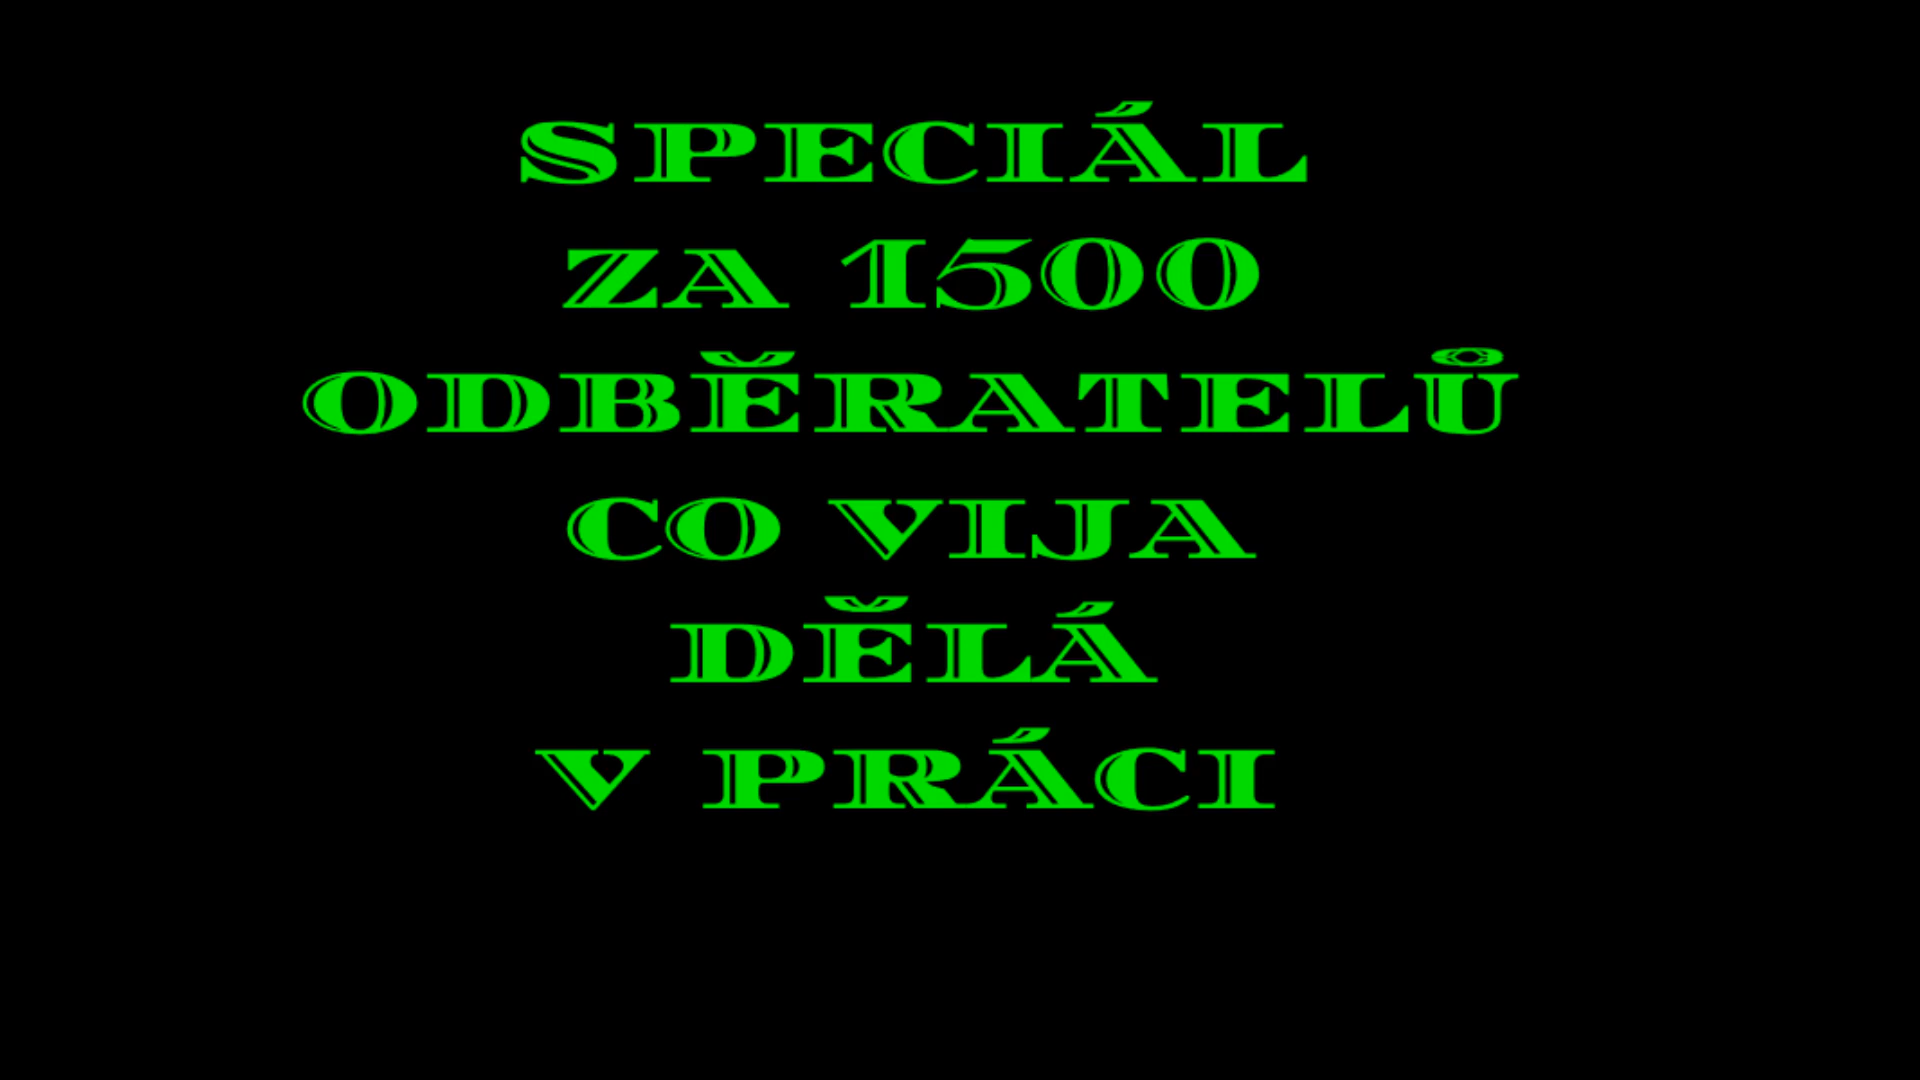 SPECIÁL
ZA 1500
ODBĚRATELŮ
CO VIJA
DĚLÁ
V PRÁCI